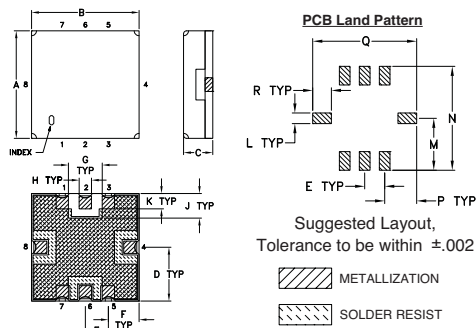 PCB Land Pattern
B
7 6 5
A
8
4
INDEX
1 2 3
C
Q
R TYP
L TYP
N
M
E TYP
P TYP
G TYP
H TYP
1 2 3
K TYP
J TYP
8
4
D TYP
7 6 5
F TYP
Suggested Layout,
Tolerance to be within ±.002
METALLIZATION
SOLDER RESIST